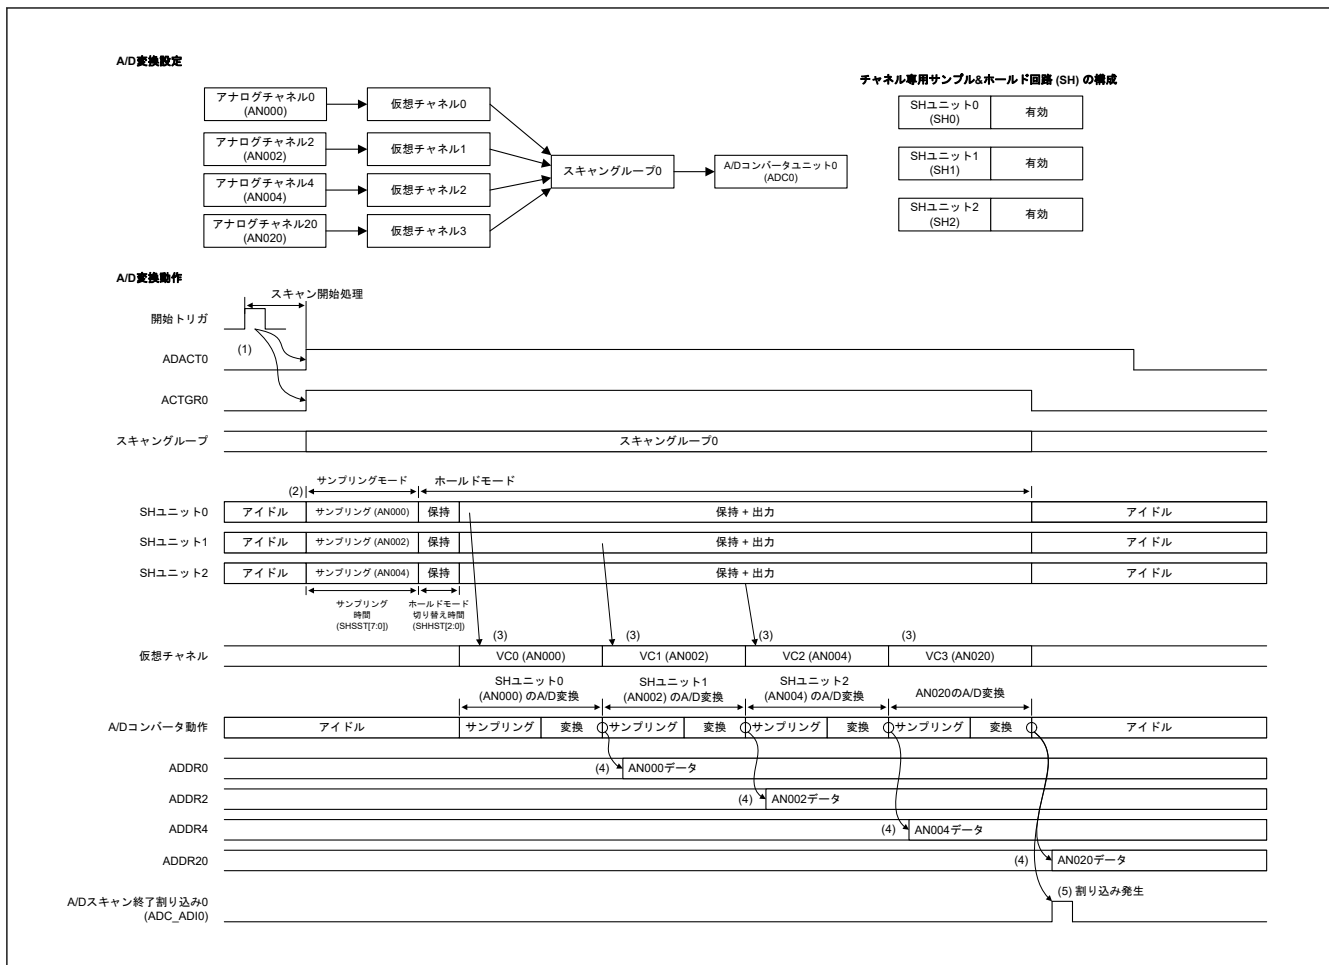 A/D変換設定
チャネル専用サンプル&ホールド回路 (SH) の構成
アナログチャネル0
(AN000)
仮想チャネル0
アナログチャネル2
(AN002)
仮想チャネル1
アナログチャネル4
(AN004)
仮想チャネル2
アナログチャネル20
(AN020)
仮想チャネル3
スキャングループ0
A/Dコンバータユニット0
(ADC0)
SHユニット0
(SH0)
有効
SHユニット1
(SH1)
有効
SHユニット2
(SH2)
有効
A/D変換動作
スキャン開始処理
開始トリガ
(1)
ADACT0
ACTGR0
スキャングループ
スキャングループ0
(2)
サンプリングモード
ホールドモード
SHユニット0
アイドル
サンプリング (AN000)
保持
保持 + 出力
アイドル
SHユニット1
アイドル
サンプリング (AN002)
保持
保持 + 出力
アイドル
SHユニット2
アイドル
サンプリング (AN004)
保持
保持 + 出力
アイドル
サンプリング
時間
(SHSST[7:0])
ホールドモード
切り替え時間
(SHHST[2:0])
(3)
(3)
(3)
(3)
仮想チャネル
VC0 (AN000)
VC1 (AN002)
VC2 (AN004)
VC3 (AN020)
SHユニット0
(AN000) のA/D変換
SHユニット1
(AN002) のA/D変換
SHユニット2
(AN004) のA/D変換
AN020のA/D変換
A/Dコンバータ動作
アイドル
サンプリング
変換
サンプリング
変換
サンプリング
変換
サンプリング
変換
アイドル
ADDR0
(4)
AN000データ
ADDR2
(4)
AN002データ
ADDR4
(4)
AN004データ
ADDR20
(4)
AN020データ
A/Dスキャン終了割り込み0
(ADC_ADI0)
(5) 割り込み発生